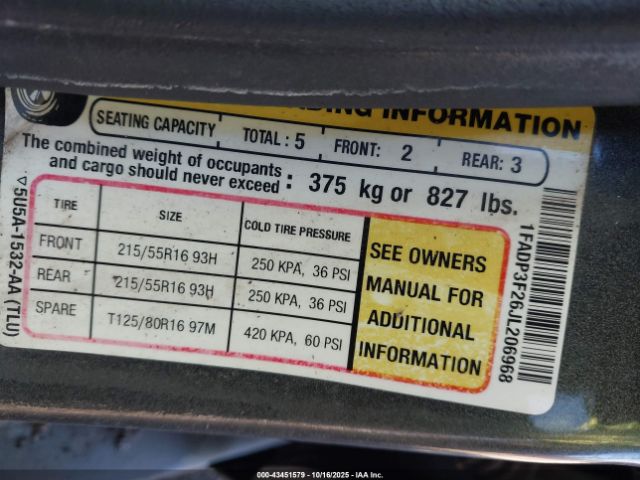 INFORMATION
SEATING CAPACITY TOTAL : 5 FRONT: 2 REAR: 3
The combined weight of occupants
and cargo should never exceed : 375 kg or 827 lbs.
TIRE SIZE COLD TIRE PRESSURE
FRONT 215/55R16 93H 250 KPA, 36 PSI
REAR 215/55R16 93H 250 KPA, 36 PSI
SPARE T125/80R16 97M 420 KPA, 60 PSI
SEE OWNERS
MANUAL FOR
ADDITIONAL
INFORMATION
5U5A-1532-AA (TLU)
1FADP3F26JL206968
000-43451579 - 10/16/2025 - IAA Inc.